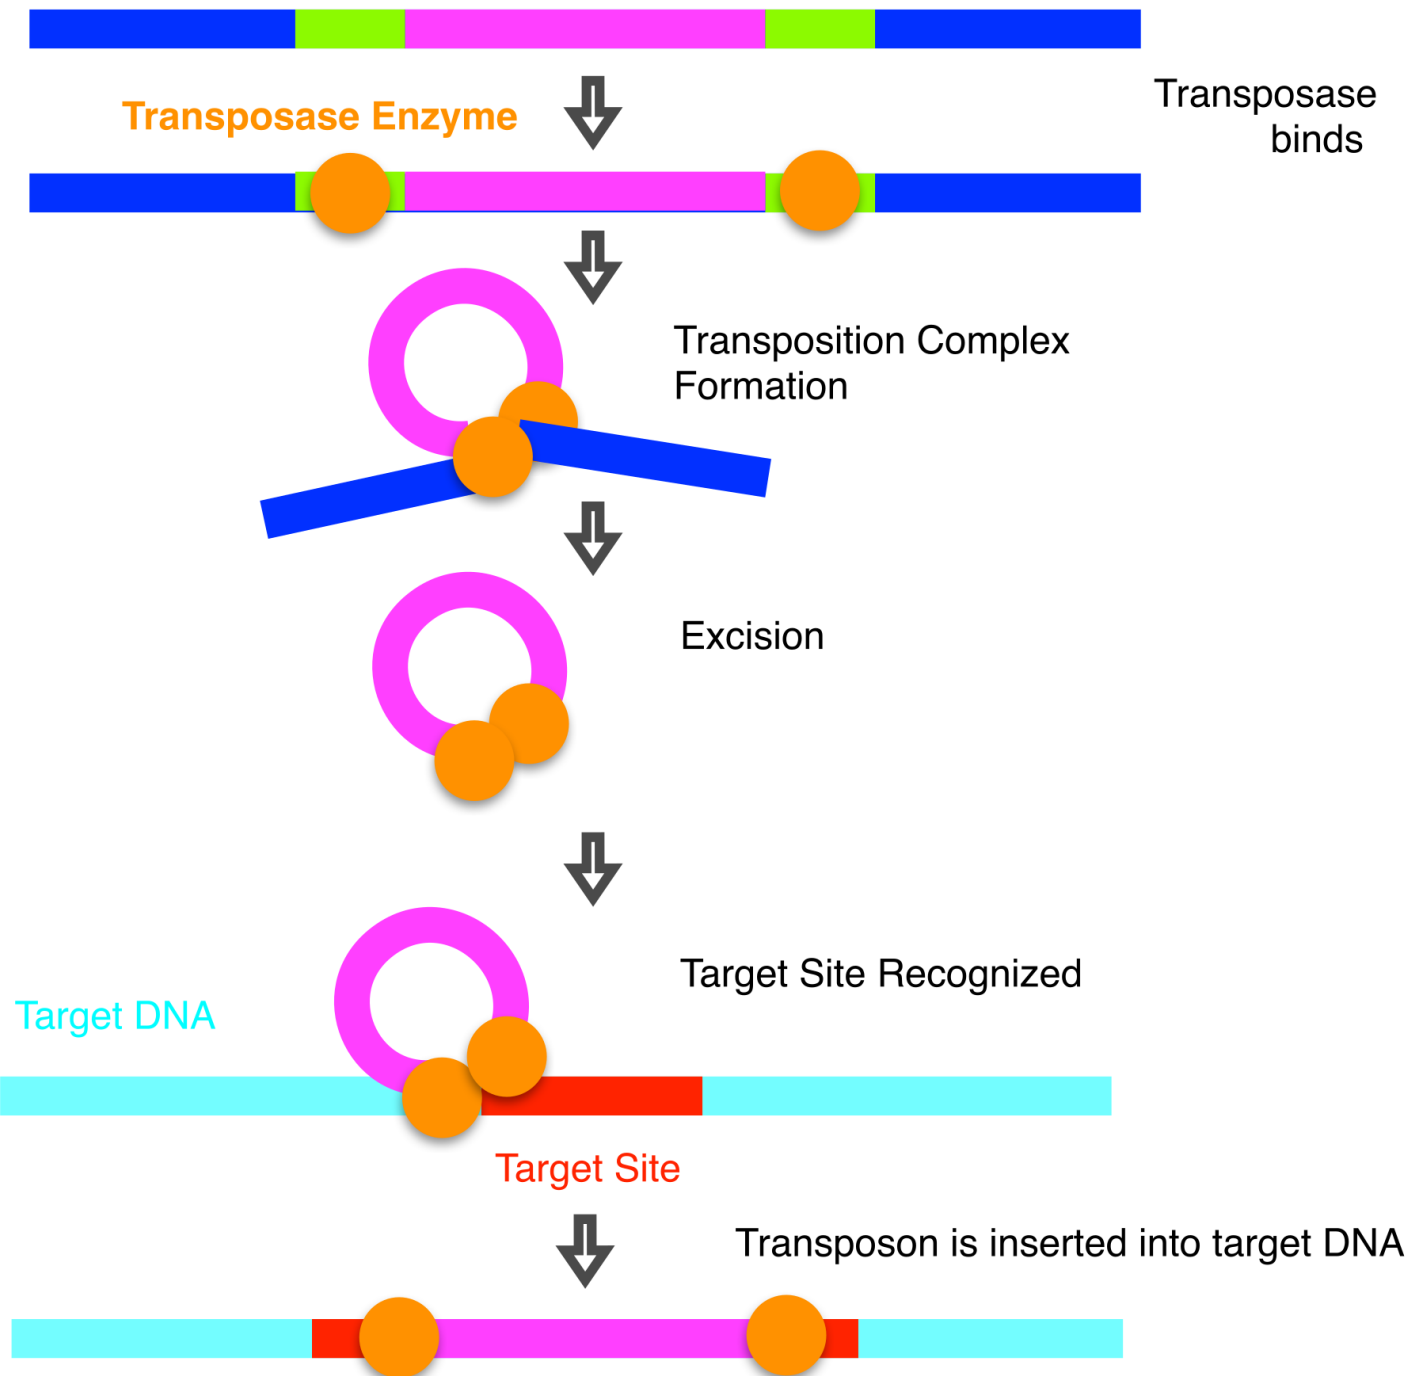 Transposase
binds
Transposase Enzyme
Transposition Complex
Formation
Excision
Target Site Recognized
Target DNA
Target Site
Transposon is inserted into target DNA